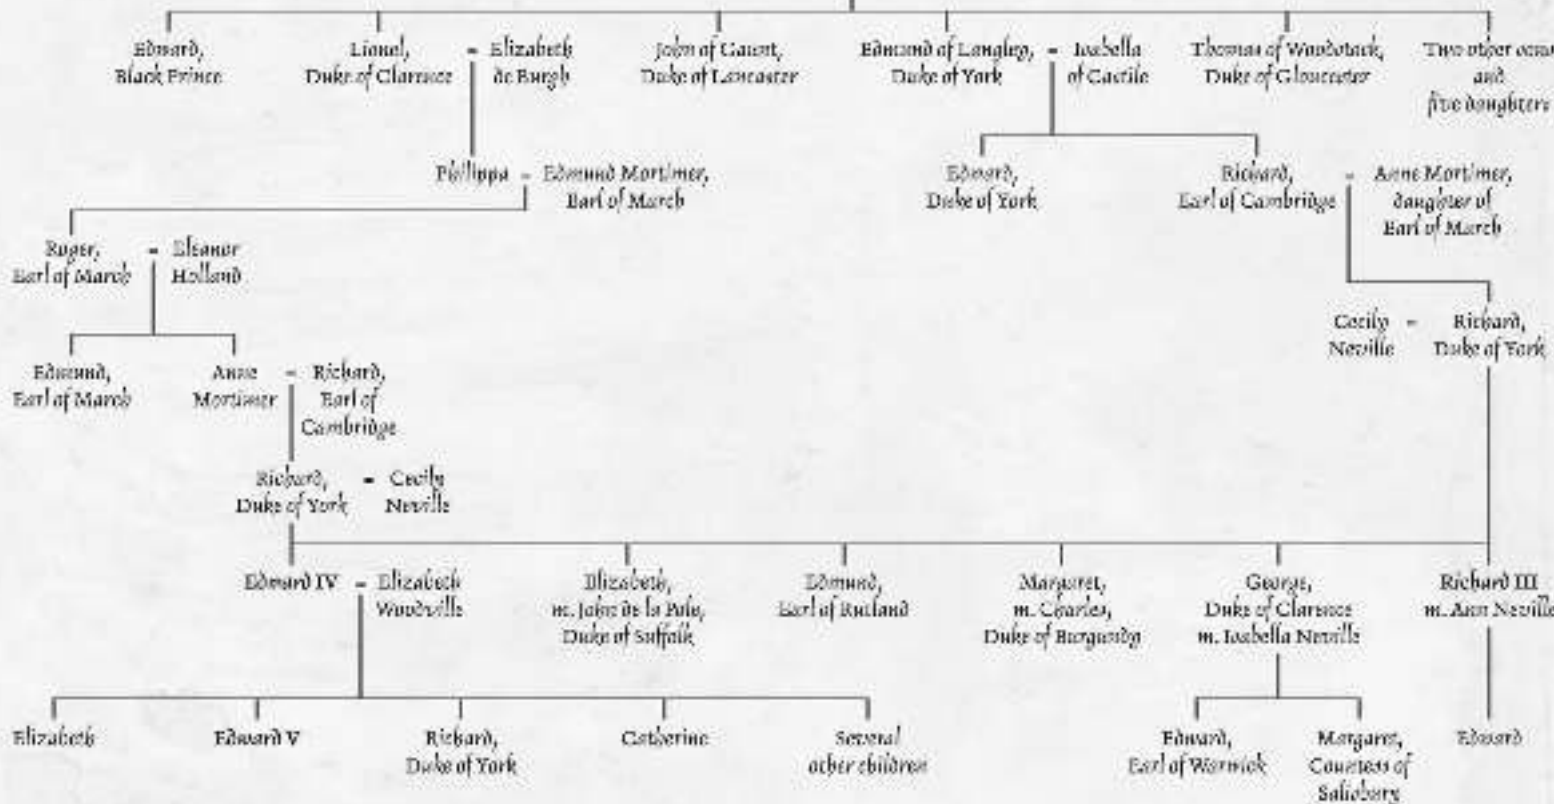 Edward,
Black Prince
Lionel,
Duke of Clarence
= Elizabeth
de Burgh
John of Gaunt,
Duke of Lancaster
Edmund of Langley,
Duke of York
= Isabella
of Castile
Thomas of Woodstock,
Duke of Gloucester
Two other sons
and
five daughters
Philippa = Edmund Mortimer,
Earl of March
Edward,
Duke of York
Richard,
Earl of Cambridge
= Anne Mortimer,
daughter of
Earl of March
Roger,
Earl of March
= Eleanor
Holland
Cecily
Neville
= Richard,
Duke of York
Edmund,
Earl of March
Anne
Mortimer
= Richard,
Earl of
Cambridge
Richard,
Duke of York
= Cecily
Neville
Edward IV = Elizabeth
Woodville
Elizabeth,
m. John de la Pole,
Duke of Suffolk
Edmund,
Earl of Rutland
Margaret,
m. Charles,
Duke of Burgundy
George,
Duke of Clarence
m. Isabella Neville
Richard III
m. Ann Neville
Elizabeth
Edward V
Richard,
Duke of York
Catherine
Several
other children
Edward,
Earl of Warwick
Margaret,
Countess of
Salisbury
Edward